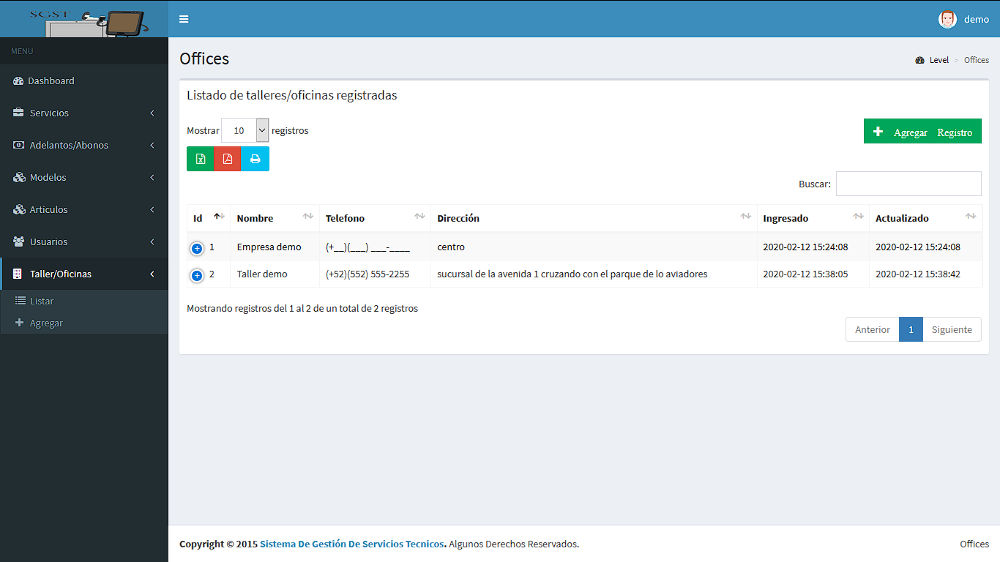 SGST
demo
MENU
Dashboard
Servicios
Adelantos/Abonos
Modelos
Articulos
Usuarios
Taller/Oficinas
Listar
Agregar
Offices
Level > Offices
Listado de talleres/oficinas registradas
Mostrar 10 registros
Agregar Registro
Buscar:
Id Nombre Telefono Dirección Ingresado Actualizado
1 Empresa demo (+__)(___) ___-____ centro 2020-02-12 15:24:08 2020-02-12 15:24:08
2 Taller demo (+52)(552) 555-2255 sucursal de la avenida 1 cruzando con el parque de lo aviadores 2020-02-12 15:38:05 2020-02-12 15:38:42
Mostrando registros del 1 al 2 de un total de 2 registros
Anterior 1 Siguiente
Copyright © 2015 Sistema De Gestión De Servicios Tecnicos. Algunos Derechos Reservados.
Offices